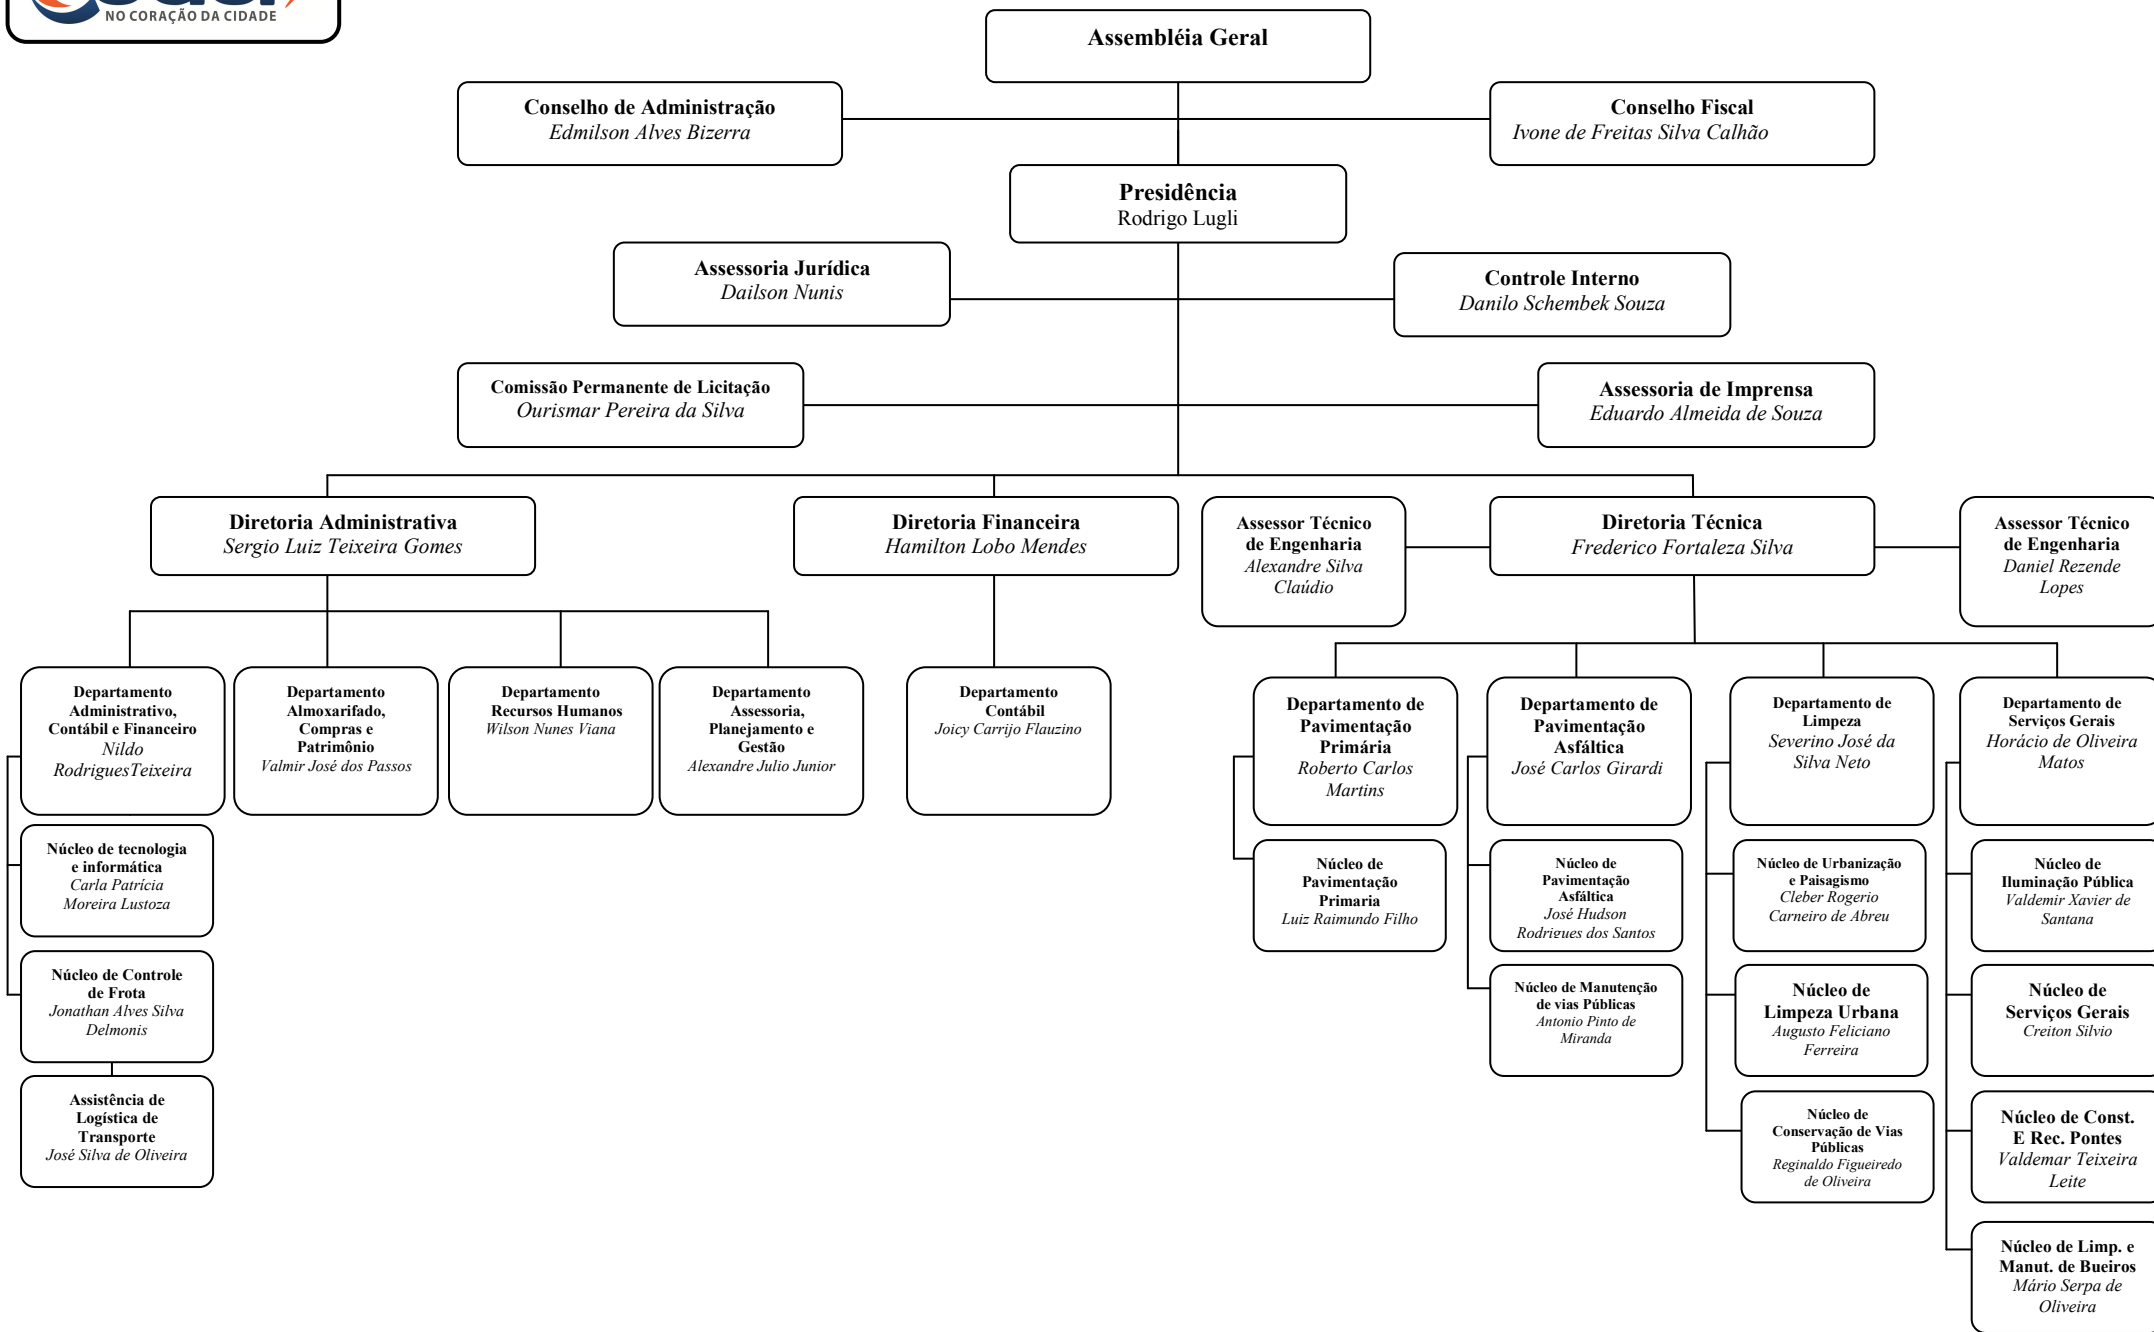 NO CORAÇÃO DA CIDADE
Assembléia Geral
Conselho de Administração
Edmilson Alves Bizerra
Conselho Fiscal
Ivone de Freitas Silva Calhão
Presidência
Rodrigo Lugli
Assessoria Jurídica
Dailson Nunis
Controle Interno
Danilo Schembek Souza
Comissão Permanente de Licitação
Ourismar Pereira da Silva
Assessoria de Imprensa
Eduardo Almeida de Souza
Diretoria Administrativa
Sergio Luiz Teixeira Gomes
Diretoria Financeira
Hamilton Lobo Mendes
Assessor Técnico
de Engenharia
Alexandre Silva
Claúdio
Diretoria Técnica
Frederico Fortaleza Silva
Assessor Técnico
de Engenharia
Daniel Rezende
Lopes
Departamento
Administrativo,
Contábil e Financeiro
Nildo
RodriguesTeixeira
Departamento
Almoxarifado,
Compras e
Patrimônio
Valmir José dos Passos
Departamento
Recursos Humanos
Wilson Nunes Viana
Departamento
Assessoria,
Planejamento e
Gestão
Alexandre Julio Junior
Departamento
Contábil
Joicy Carrijo Flauzino
Departamento de
Pavimentação
Primária
Roberto Carlos
Martins
Departamento de
Pavimentação
Asfáltica
José Carlos Girardi
Departamento de
Limpeza
Severino José da
Silva Neto
Departamento de
Serviços Gerais
Horácio de Oliveira
Matos
Núcleo de tecnologia
e informática
Carla Patrícia
Moreira Lustoza
Núcleo de
Pavimentação
Primaria
Luiz Raimundo Filho
Núcleo de
Pavimentação
Asfáltica
José Hudson
Rodrigues dos Santos
Núcleo de Urbanização
e Paisagismo
Cleber Rogerio
Carneiro de Abreu
Núcleo de
Iluminação Pública
Valdemir Xavier de
Santana
Núcleo de Controle
de Frota
Jonathan Alves Silva
Delmonis
Núcleo de Manutenção
de vias Públicas
Antonio Pinto de
Miranda
Núcleo de
Limpeza Urbana
Augusto Feliciano
Ferreira
Núcleo de
Serviços Gerais
Creiton Silvio
Assistência de
Logística de
Transporte
José Silva de Oliveira
Núcleo de
Conservação de Vias
Públicas
Reginaldo Figueiredo
de Oliveira
Núcleo de Const.
E Rec. Pontes
Valdemar Teixeira
Leite
Núcleo de Limp. e
Manut. de Bueiros
Mário Serpa de
Oliveira